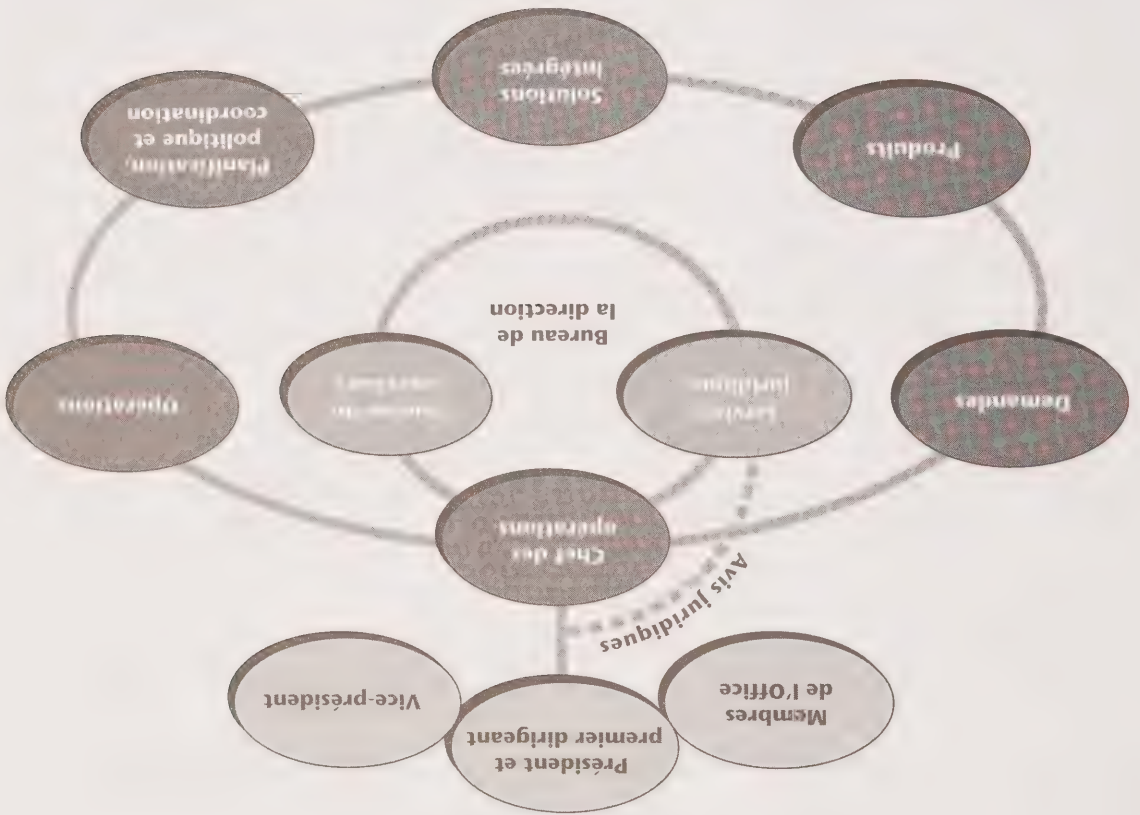 Membres
de l'Office
Président et
premier dirigeant
Vice-président
Avis juridiques
Chef des
opérations
Demandes
juridiques
Bureau de
la direction
Opérations
Produits
Solutions
Intégrées
Planification,
politique et
coordination